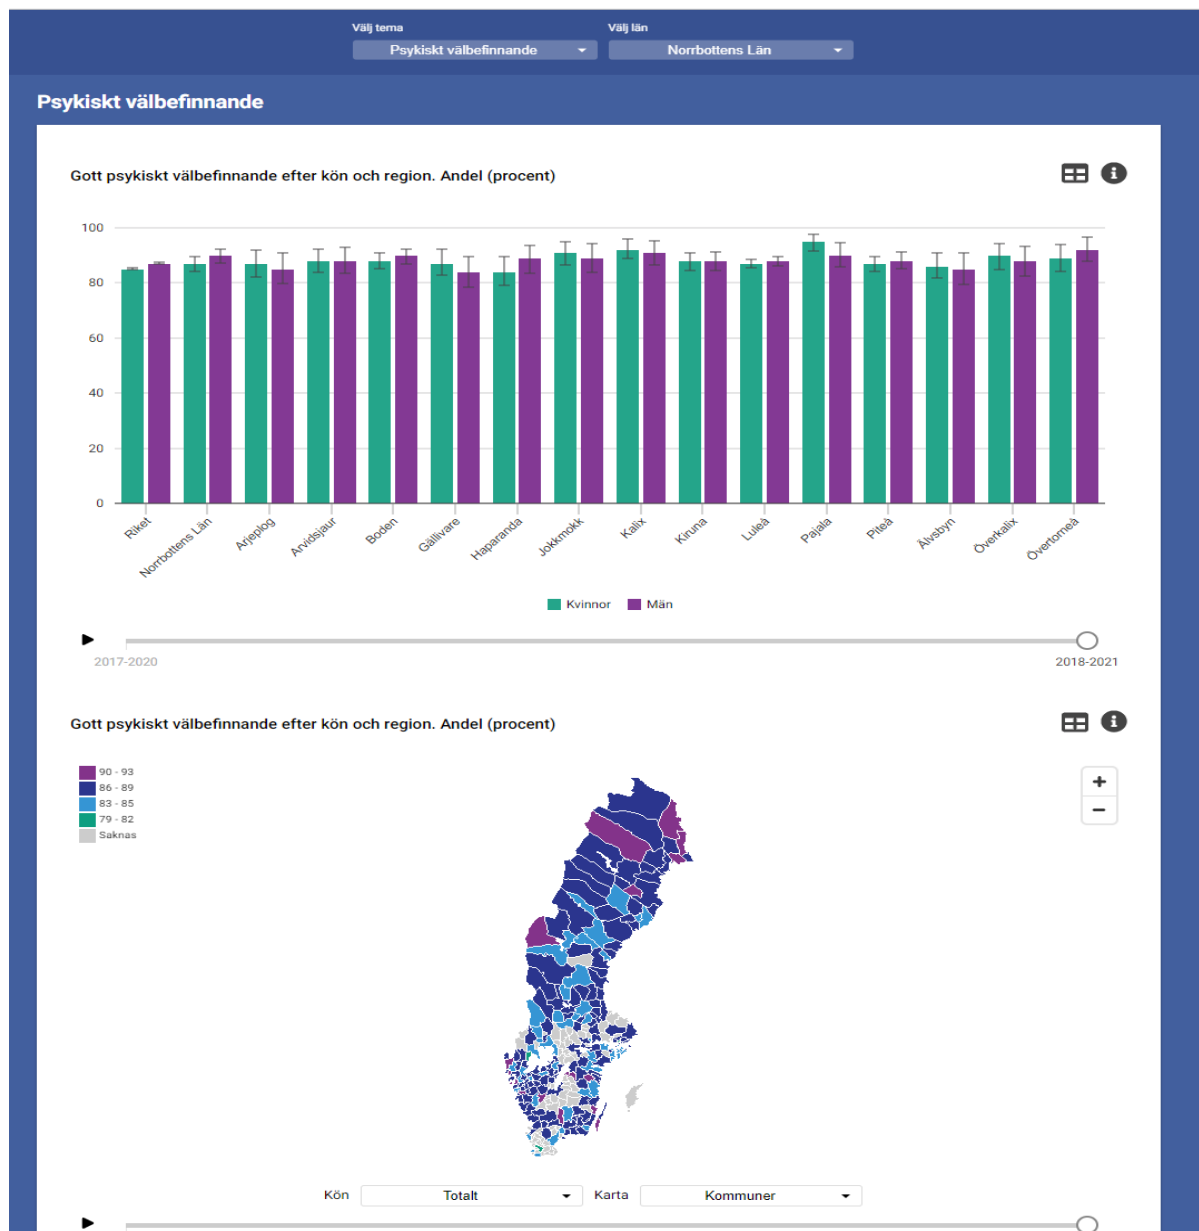 Välj tema
Välj län
Psykiskt välbefinnande
Norrbottens Län
Psykiskt välbefinnande
Gott psykiskt välbefinnande efter kön och region. Andel (procent)
100
80
60
40
20
0
Riket
Norrbottens Län
Arjeplog
Arvidsjaur
Boden
Gällivare
Haparanda
Jokkmokk
Kalix
Kiruna
Luleå
Pajala
Piteå
Älvsbyn
Överkalix
Övertorneå
Kvinnor
Män
2017-2020
2018-2021
Gott psykiskt välbefinnande efter kön och region. Andel (procent)
90 - 93
86 - 89
83 - 85
79 - 82
Saknas
+
−
Kön
Totalt
Karta
Kommuner